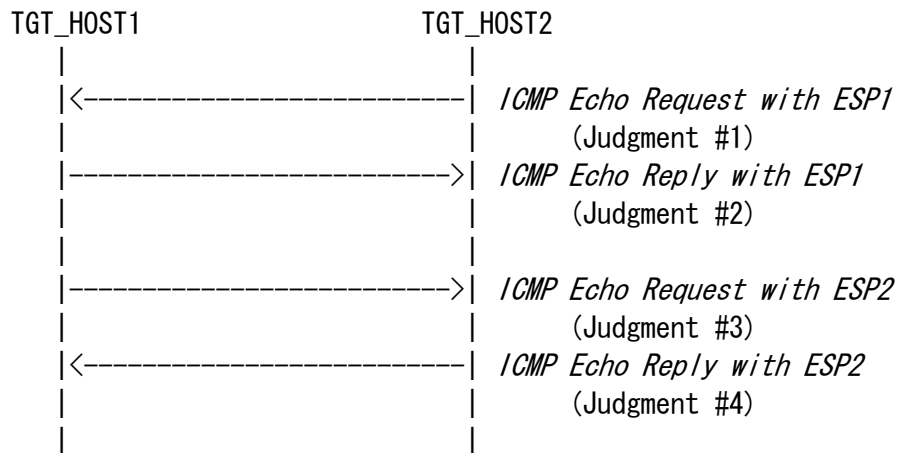 TGT_HOST1 TGT_HOST2
| |
|<--------------------------| ICMP Echo Request with ESP1
| | (Judgment #1)
|-------------------------->| ICMP Echo Reply with ESP1
| | (Judgment #2)
| |
|-------------------------->| ICMP Echo Request with ESP2
| | (Judgment #3)
|<--------------------------| ICMP Echo Reply with ESP2
| | (Judgment #4)
| |